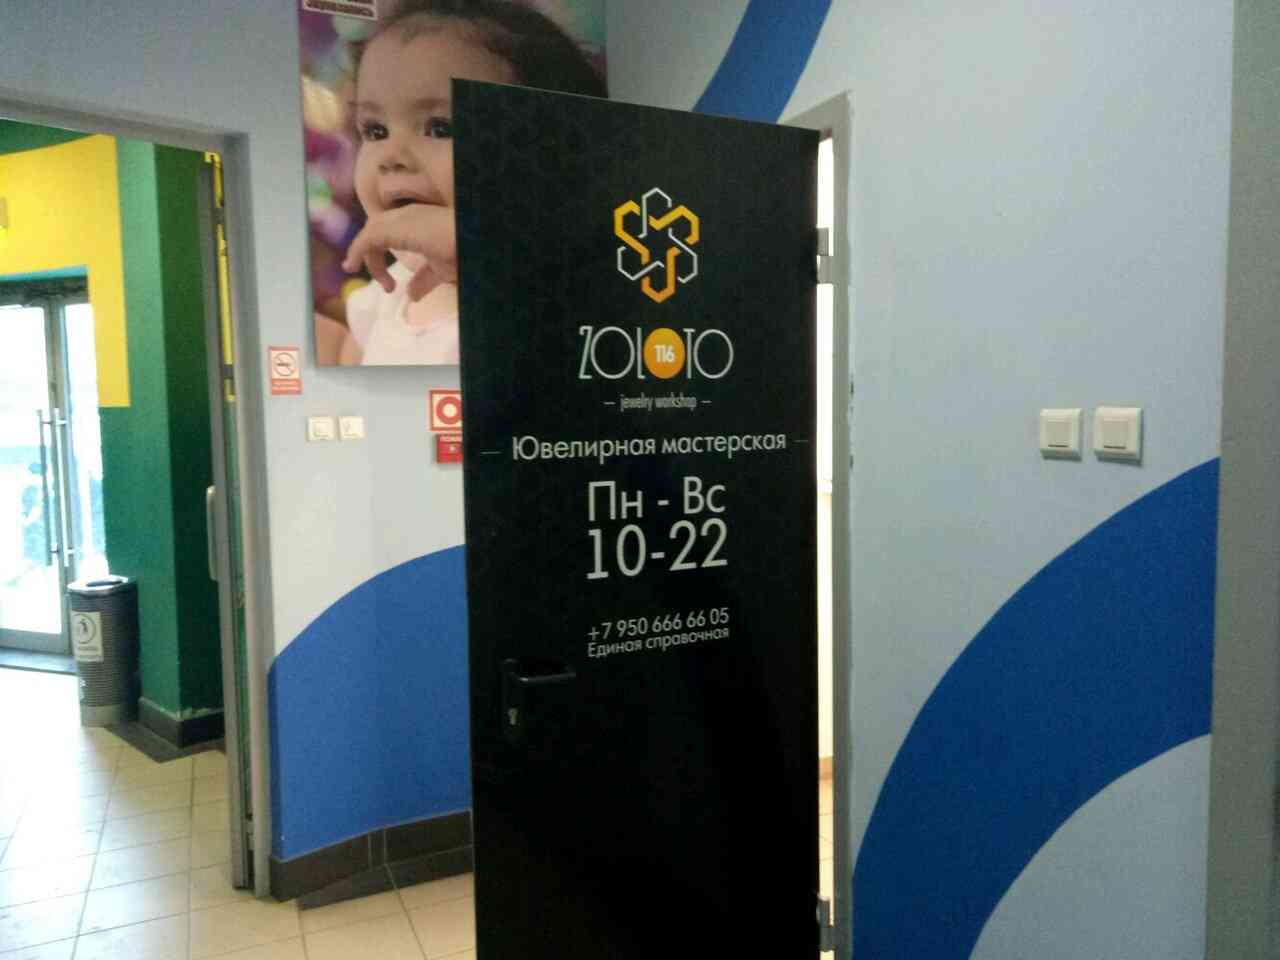 ZOLOTO
116
– jewelry workshop –
– Ювелирная мастерская –
Пн - Вс
10-22
+7 950 666 66 05
Единая справочная